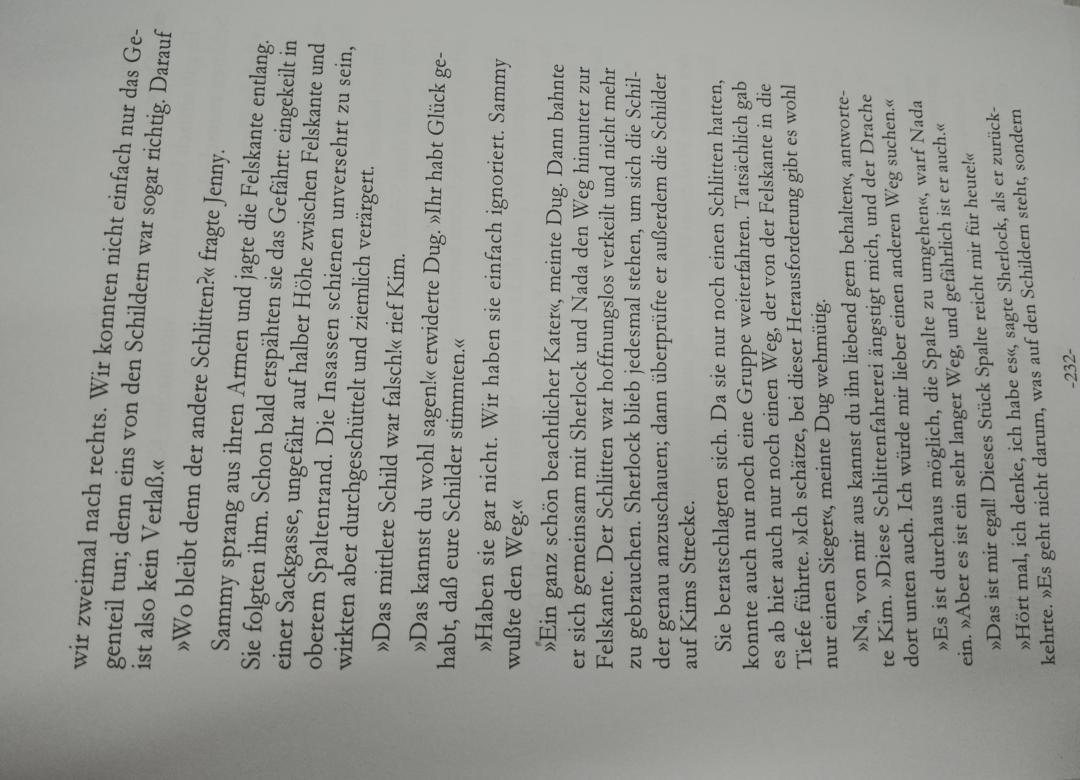 wir zweimal nach rechts. Wir konnten nicht einfach nur das Ge-
genteil tun; denn eins von den Schildern war sogar richtig. Darauf
ist also kein Verlaß.«
»Wo bleibt denn der andere Schlitten?« fragte Jenny.
Sammy sprang aus ihren Armen und jagte die Felskante entlang.
Sie folgten ihm. Schon bald erspähten sie das Gefährt: eingekeilt in
einer Sackgasse, ungefähr auf halber Höhe zwischen Felskante und
oberem Spaltenrand. Die Insassen schienen unversehrt zu sein,
wirkten aber durchgeschüttelt und ziemlich verärgert.
»Das mittlere Schild war falsch!« rief Kim.
»Das kannst du wohl sagen!« erwiderte Dug. »Ihr habt Glück ge-
habt, daß eure Schilder stimmten.«
»Haben sie gar nicht. Wir haben sie einfach ignoriert. Sammy
wußte den Weg.«
»Ein ganz schön beachtlicher Kater«, meinte Dug. Dann bahnte
er sich gemeinsam mit Sherlock und Nada den Weg hinunter zur
Felskante. Der Schlitten war hoffnungslos verkeilt und nicht mehr
zu gebrauchen. Sherlock blieb jedesmal stehen, um sich die Schil-
der genau anzuschauen; dann überprüfte er außerdem die Schilder
auf Kims Strecke.
Sie beratschlagten sich. Da sie nur noch einen Schlitten hatten,
konnte auch nur noch eine Gruppe weiterfahren. Tatsächlich gab
es ab hier auch nur noch einen Weg, der von der Felskante in die
Tiefe führte. »Ich schätze, bei dieser Herausforderung gibt es wohl
nur einen Sieger«, meinte Dug wehmütig.
»Na, von mir aus kannst du ihn liebend gern behalten«, antworte-
te Kim. »Diese Schlittenfahrerei ängstigt mich, und der Drache
dort unten auch. Ich würde mir lieber einen anderen Weg suchen.«
»Es ist durchaus möglich, die Spalte zu umgehen«, warf Nada
ein. »Aber es ist ein sehr langer Weg, und gefährlich ist er auch.«
»Das ist mir egal! Dieses Stück Spalte reicht mir für heute!«
»Hört mal, ich denke, ich habe es«, sagte Sherlock, als er zurück-
kehrte. »Es geht nicht darum, was auf den Schildern steht, sondern
-232-